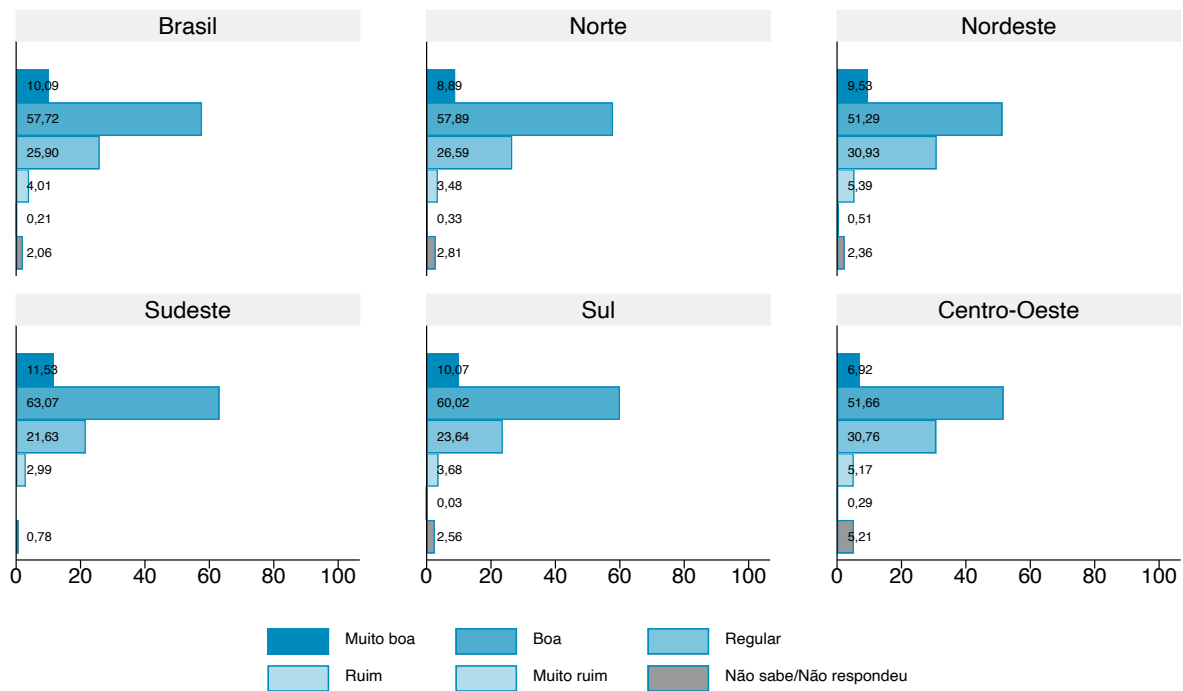 Brasil
10,09
57,72
25,90
4,01
0,21
2,06
Norte
8,89
57,89
26,59
3,48
0,33
2,81
Nordeste
9,53
51,29
30,93
5,39
0,51
2,36
Sudeste
11,53
63,07
21,63
2,99
0,78
0 20 40 60 80 100
Sul
10,07
60,02
23,64
3,68
0,03
2,56
0 20 40 60 80 100
Centro-Oeste
6,92
51,66
30,76
5,17
0,29
5,21
0 20 40 60 80 100
Muito boa
Boa
Regular
Ruim
Muito ruim
Não sabe/Não respondeu